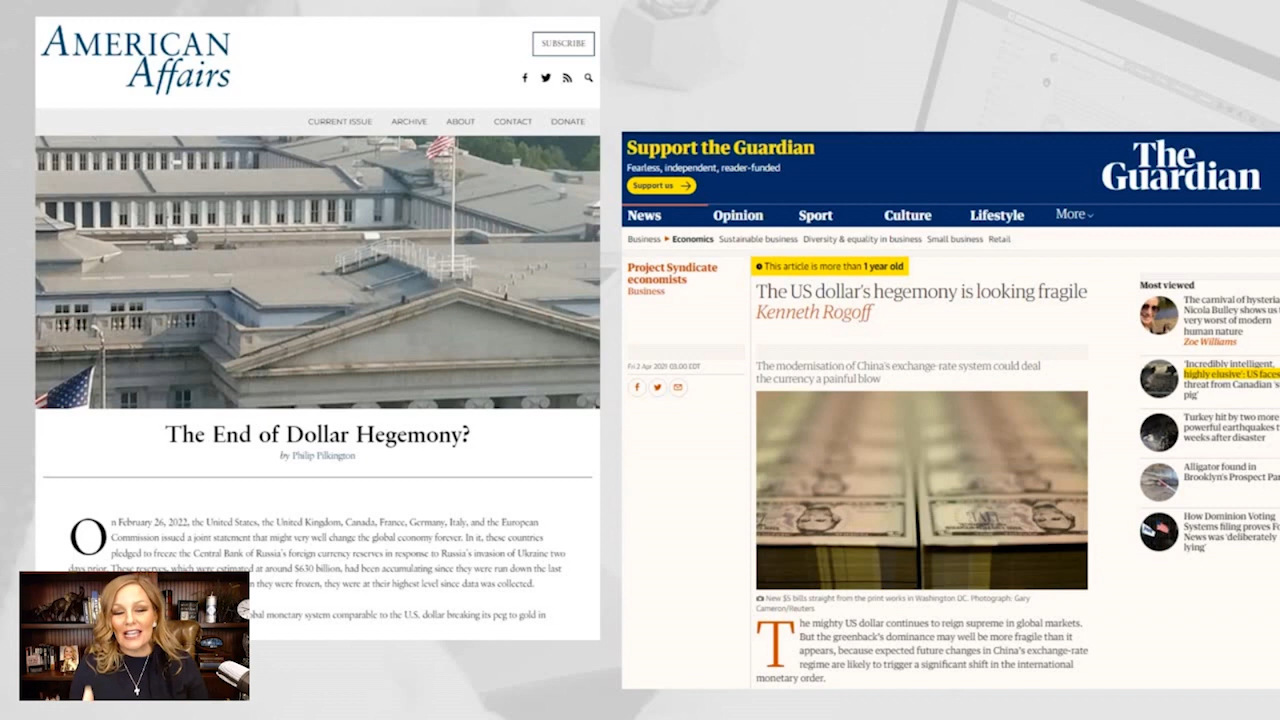 AMERICAN
Affairs
SUBSCRIBE
CURRENT ISSUE ARCHIVE ABOUT CONTACT DONATE
The End of Dollar Hegemony?
by Philip Pilkington
On February 26, 2022, the United States, the United Kingdom, Canada, France, Germany, Italy, and the European
Commission issued a joint statement that might very well change the global economy forever. In it, these countries
pledged to freeze the Central Bank of Russia's foreign currency reserves in response to Russia's invasion of Ukraine two
days prior. These reserves, which were estimated at around $630 billion, had been accumulating since they were run down the last
they were frozen, they were at their highest level since data was collected.
monetary system comparable to the U.S. dollar breaking its peg to gold in
Support the Guardian
Fearless, independent, reader-funded
Support us →
The
Guardian
News Opinion Sport Culture Lifestyle More
Business ▸ Economics Sustainable business Diversity & equality in business Small business Retail
Project Syndicate
economists
Business
This article is more than 1 year old
The US dollar's hegemony is looking fragile
Kenneth Rogoff
Fri 2 Apr 2021 03.00 EDT
The modernisation of China's exchange-rate system could deal
the currency a painful blow
New $5 bills straight from the print works in Washington DC. Photograph: Gary
Cameron/Reuters
The mighty US dollar continues to reign supreme in global markets.
But the greenback's dominance may well be more fragile than it
appears, because expected future changes in China's exchange-rate
regime are likely to trigger a significant shift in the international
monetary order.
Most viewed
The carnival of hysteria
Nicola Bulley shows us
very worst of modern
human nature
Zoe Williams
'Incredibly intelligent,
highly elusive': US faces
threat from Canadian
pig'
Turkey hit by two more
powerful earthquakes
weeks after disaster
Alligator found in
Brooklyn's Prospect
How Dominion Voting
Systems filing proves
News was 'deliberately
lying'